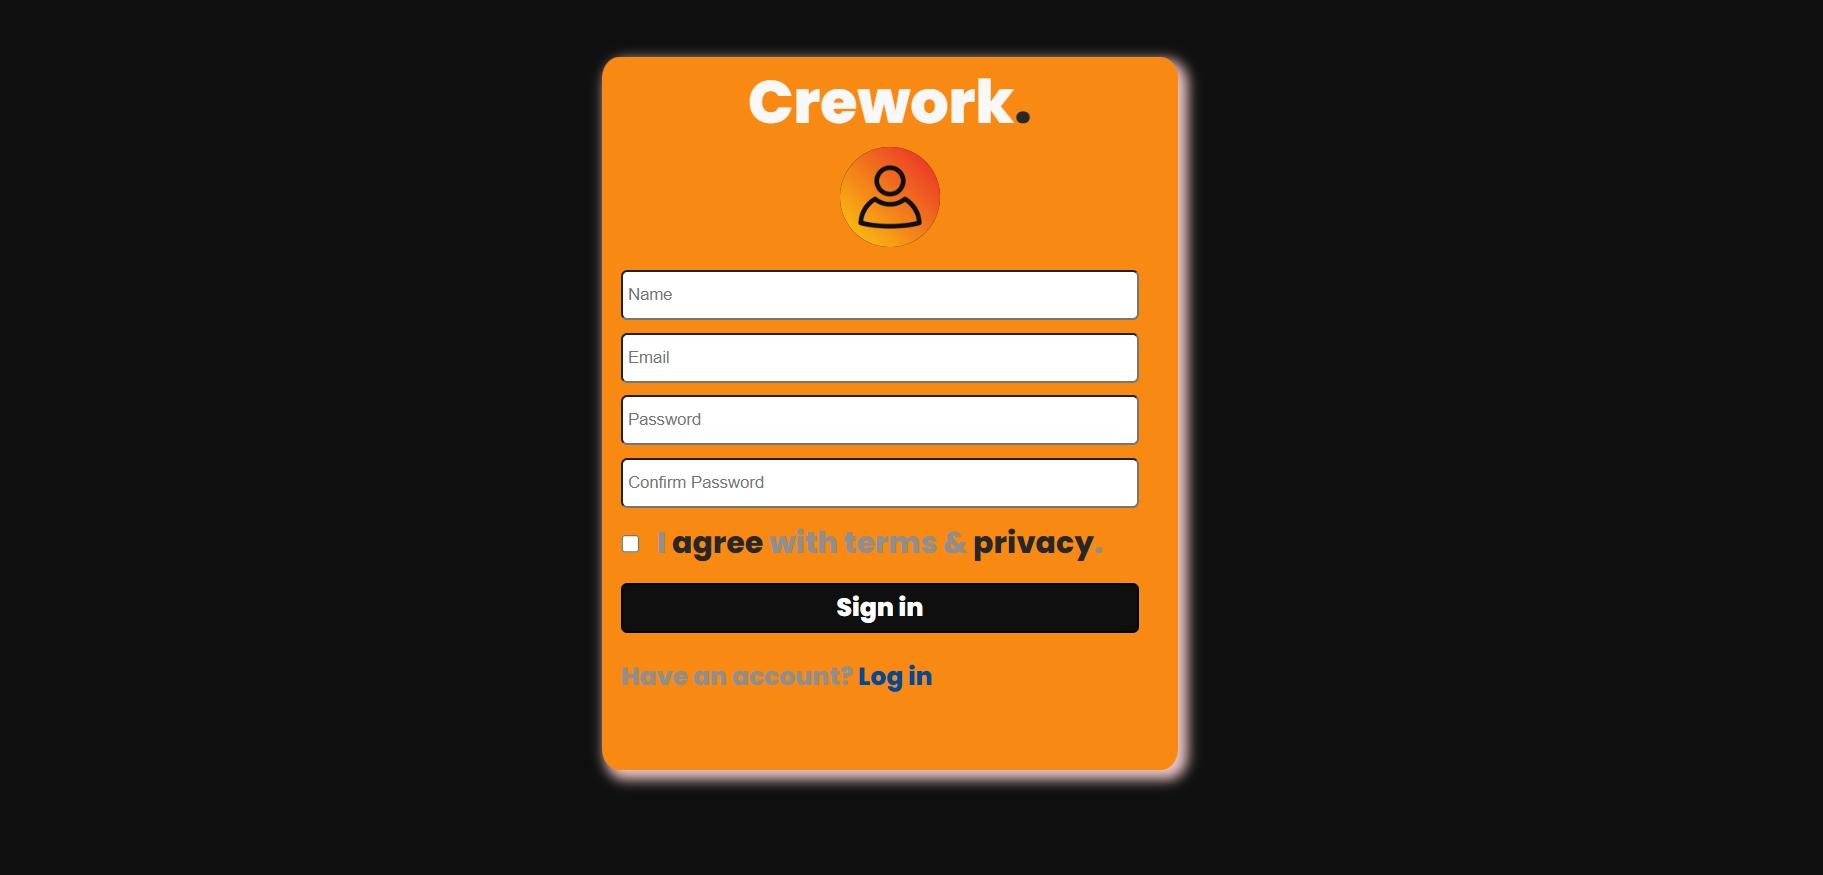 Crework.
Name
Email
Password
Confirm Password
I agree with terms & privacy.
Sign in
Have an account? Log in